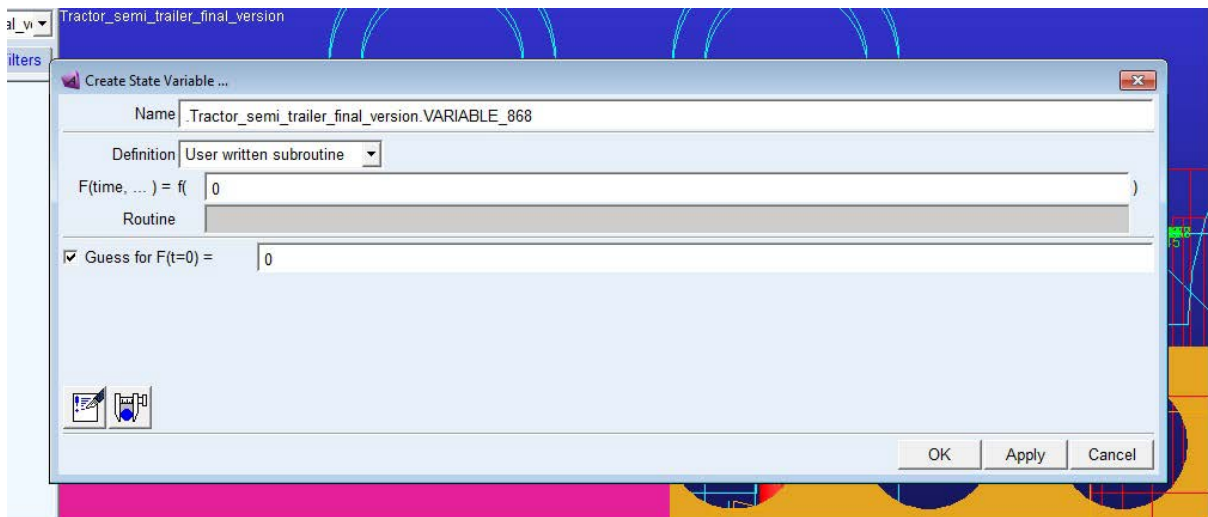 al_v
Tractor_semi_trailer_final_version
ilters
Create State Variable ...
Name .Tractor_semi_trailer_final_version.VARIABLE_868
Definition User written subroutine
F(time, ... ) = f( 0 )
Routine
Guess for F(t=0) = 0
OK Apply Cancel